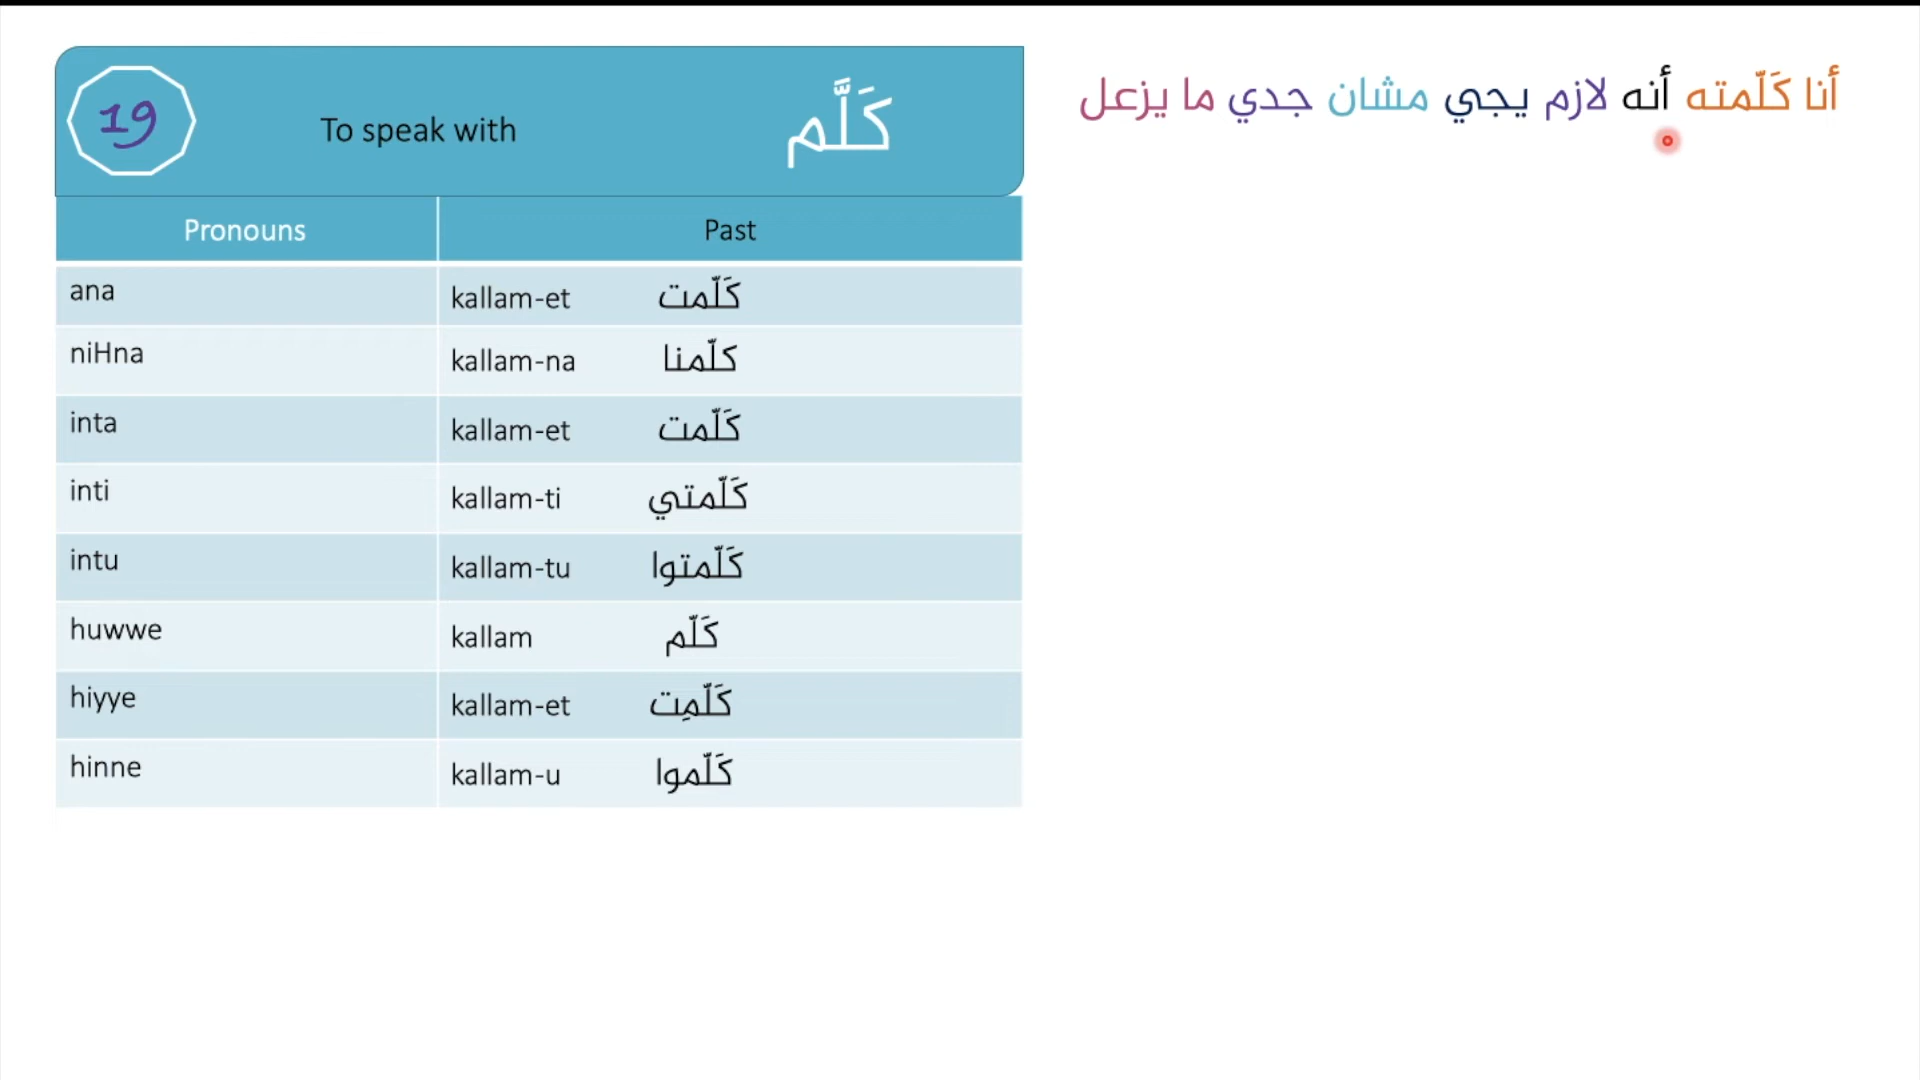 19 To speak with كَلَّم
Pronouns Past
ana kallam-et كَلّمت
niHna kallam-na كلّمنا
inta kallam-et كَلّمت
inti kallam-ti كَلّمتي
intu kallam-tu كَلّمتوا
huwwe kallam كَلّم
hiyye kallam-et كَلّمِت
hinne kallam-u كَلّموا
أنا كَلّمته أنه لازم يجي مشان جدي ما يزعل